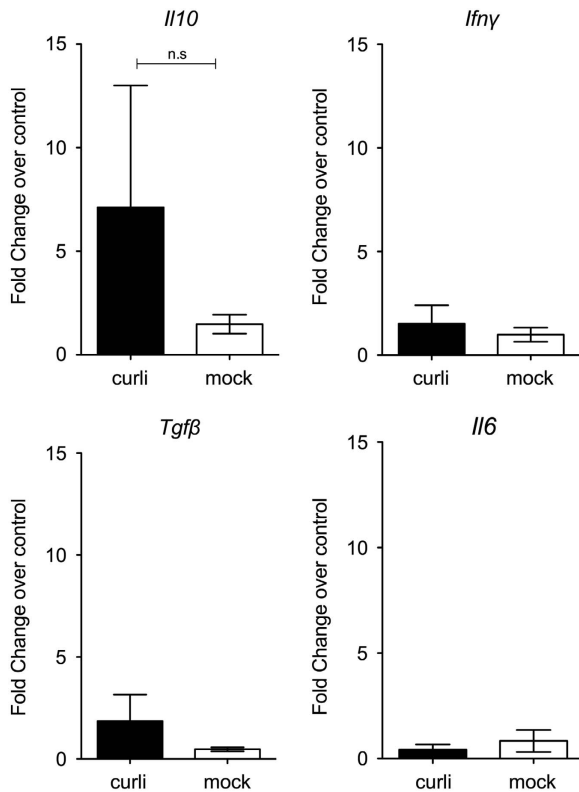 Il10
Fold Change over control
15
n.s
10
5
0
curli mock
Ifnγ
Fold Change over control
15
10
5
0
curli mock
Tgfβ
Fold Change over control
15
10
5
0
curli mock
Il6
Fold Change over control
15
10
5
0
curli mock